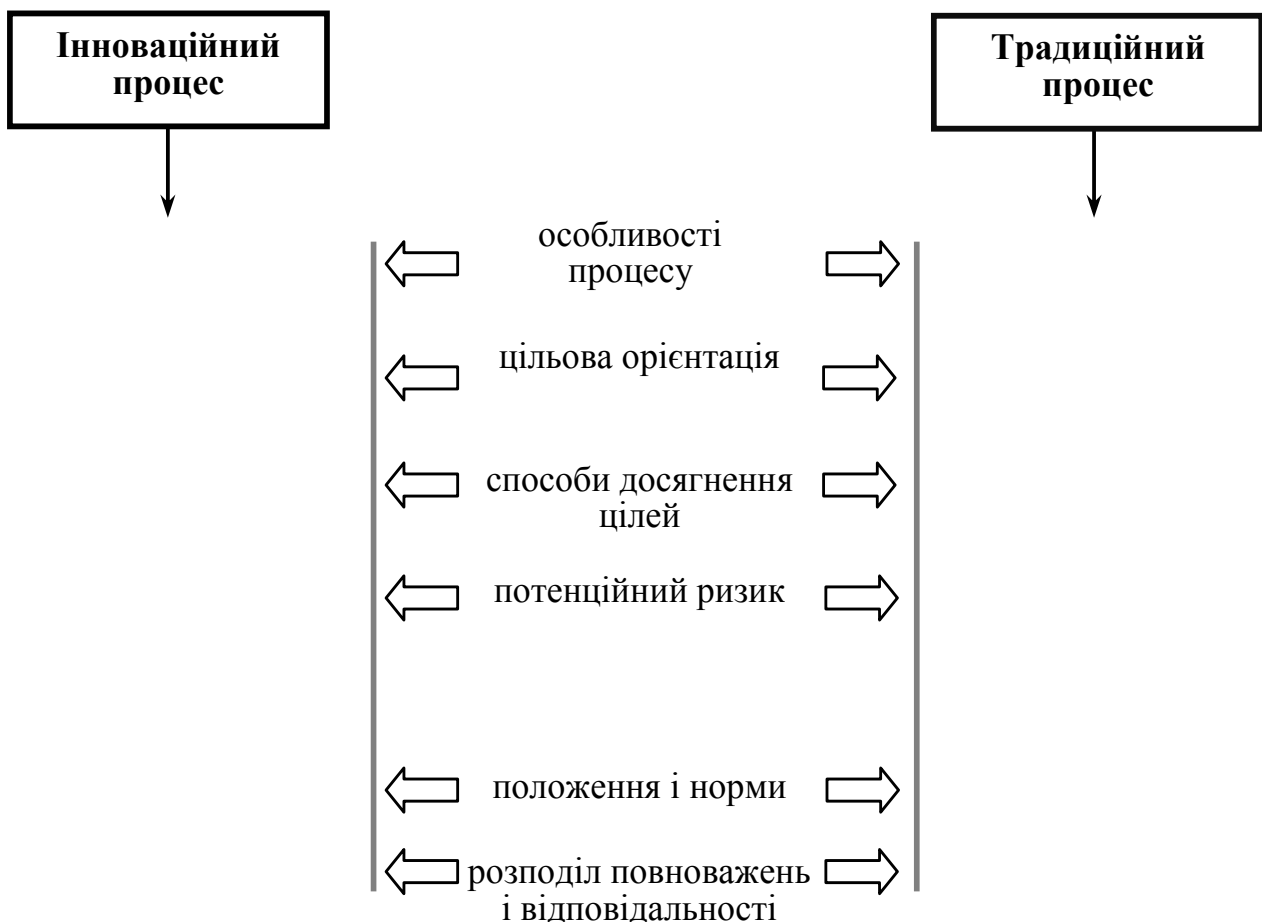 Інноваційний
процес
Традиційний
процес
особливості
процесу
цільова орієнтація
способи досягнення
цілей
потенційний ризик
положення і норми
розподіл повноважень
і відповідальності